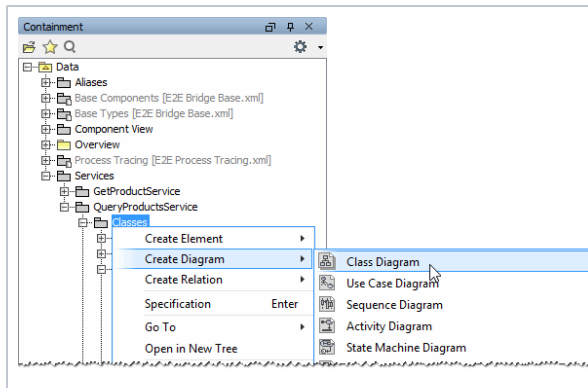 Containment
Data
Aliases
Base Components [E2E Bridge Base.xml]
Base Types [E2E Bridge Base.xml]
Component View
Overview
Process Tracing [E2E Process Tracing.xml]
Services
GetProductService
QueryProductsService
Classes
Create Element
Create Diagram
Create Relation
Specification Enter
Go To
Open in New Tree
Class Diagram
Use Case Diagram
Sequence Diagram
Activity Diagram
State Machine Diagram